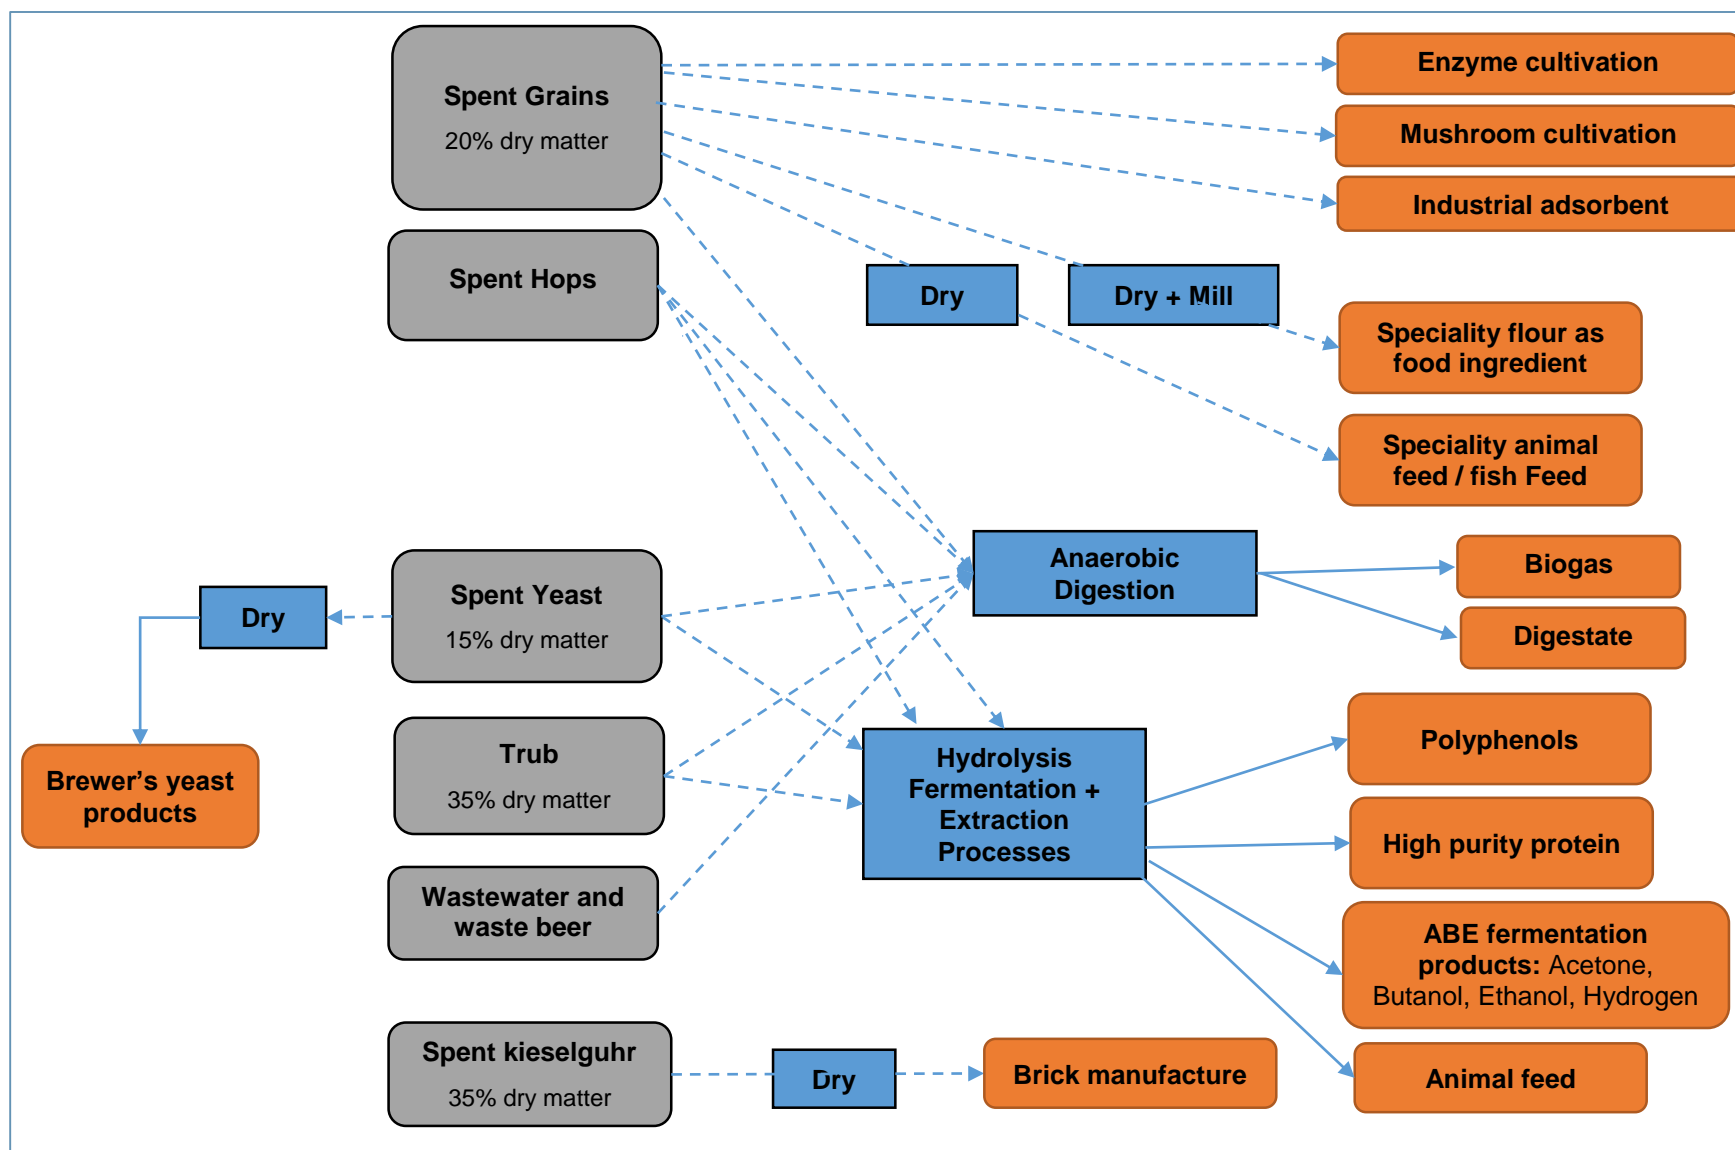 Spent Grains
20% dry matter
Enzyme cultivation
Mushroom cultivation
Industrial adsorbent
Spent Hops
Dry
Dry + Mill
Speciality flour as
food ingredient
Speciality animal
feed / fish Feed
Anaerobic
Digestion
Biogas
Digestate
Spent Yeast
15% dry matter
Dry
Brewer’s yeast
products
Trub
35% dry matter
Hydrolysis
Fermentation +
Extraction
Processes
Polyphenols
High purity protein
Wastewater and
waste beer
ABE fermentation
products: Acetone,
Butanol, Ethanol, Hydrogen
Spent kieselguhr
35% dry matter
Dry
Brick manufacture
Animal feed